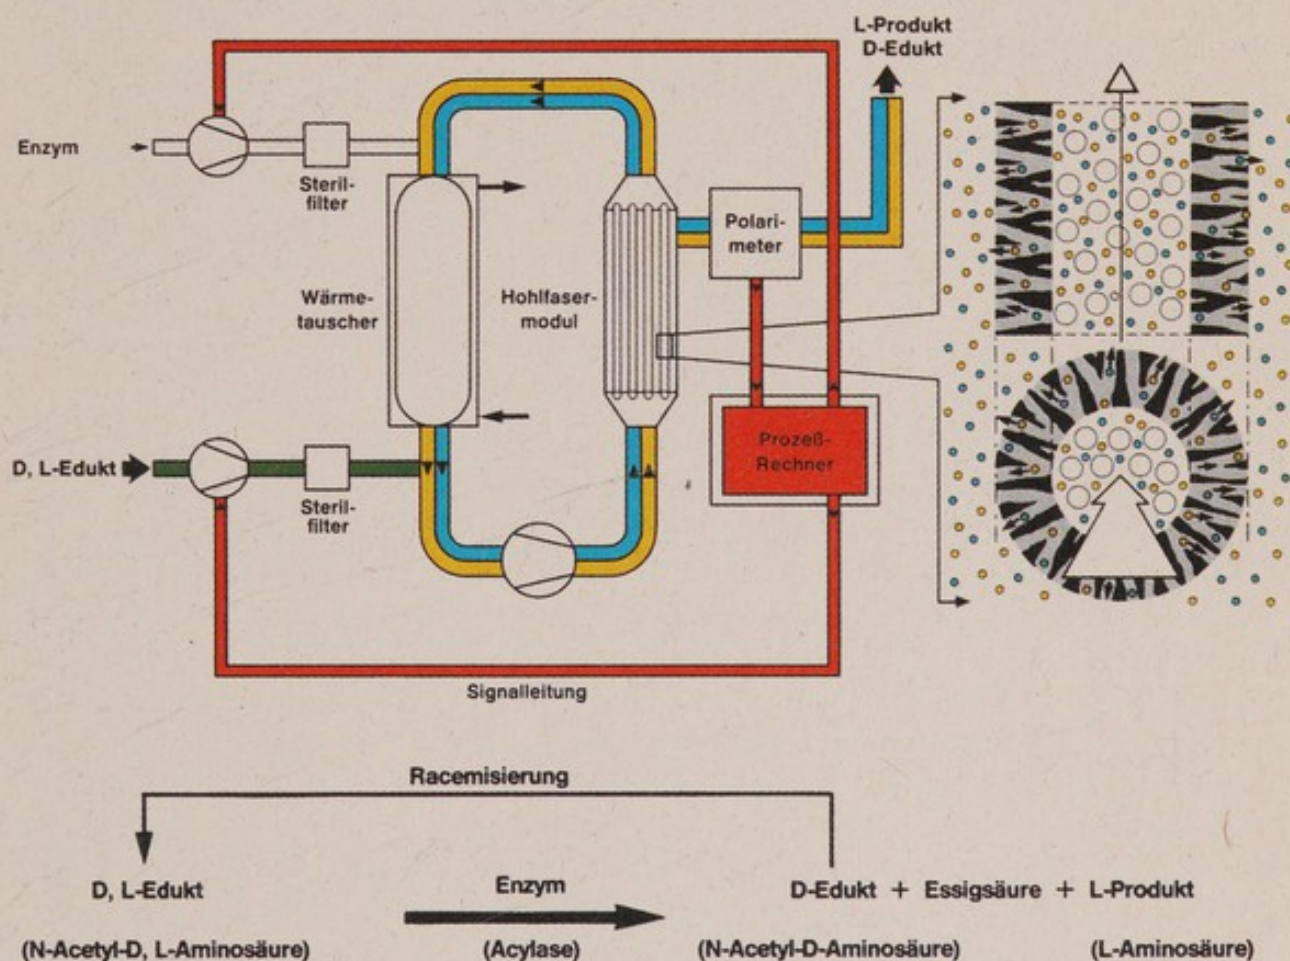 L-Produkt
D-Edukt
Enzym
Steril-
filter
Polari-
meter
Wärme-
tauscher
Hohlfaser-
modul
Prozeß-
Rechner
D, L-Edukt
Steril-
filter
Signalleitung
Racemisierung
D, L-Edukt
Enzym
D-Edukt + Essigsäure + L-Produkt
(N-Acetyl-D, L-Aminosäure)
(Acylase)
(N-Acetyl-D-Aminosäure)
(L-Aminosäure)